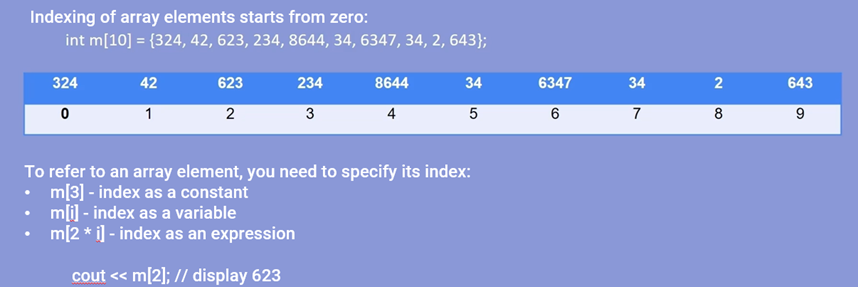 Indexing of array elements starts from zero:
int m[10] = {324, 42, 623, 234, 8644, 34, 6347, 34, 2, 643};
324 42 623 234 8644 34 6347 34 2 643
0 1 2 3 4 5 6 7 8 9
To refer to an array element, you need to specify its index:
• m[3] - index as a constant
• m[i] - index as a variable
• m[2 * i] - index as an expression
cout << m[2]; // display 623